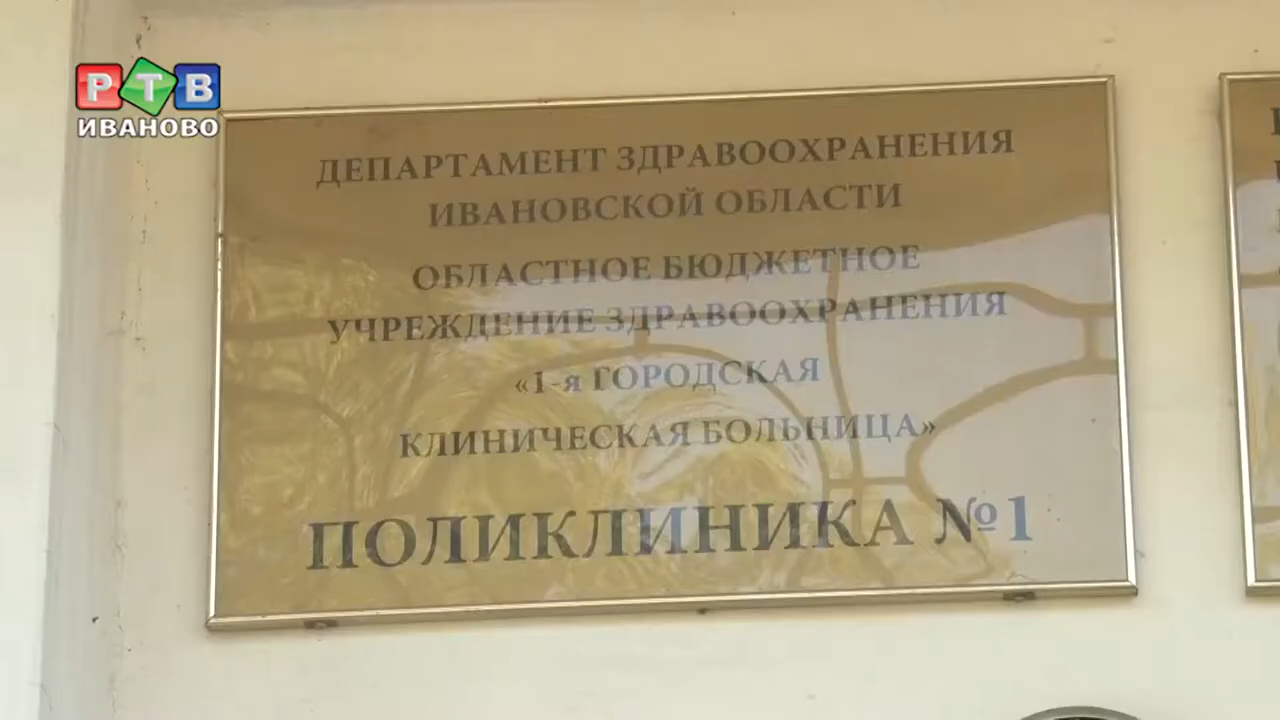 РТВ
ИВАНОВО
ДЕПАРТАМЕНТ ЗДРАВООХРАНЕНИЯ
ИВАНОВСКОЙ ОБЛАСТИ
ОБЛАСТНОЕ БЮДЖЕТНОЕ
УЧРЕЖДЕНИЕ ЗДРАВООХРАНЕНИЯ
«1-я ГОРОДСКАЯ
КЛИНИЧЕСКАЯ БОЛЬНИЦА»
ПОЛИКЛИНИКА №1